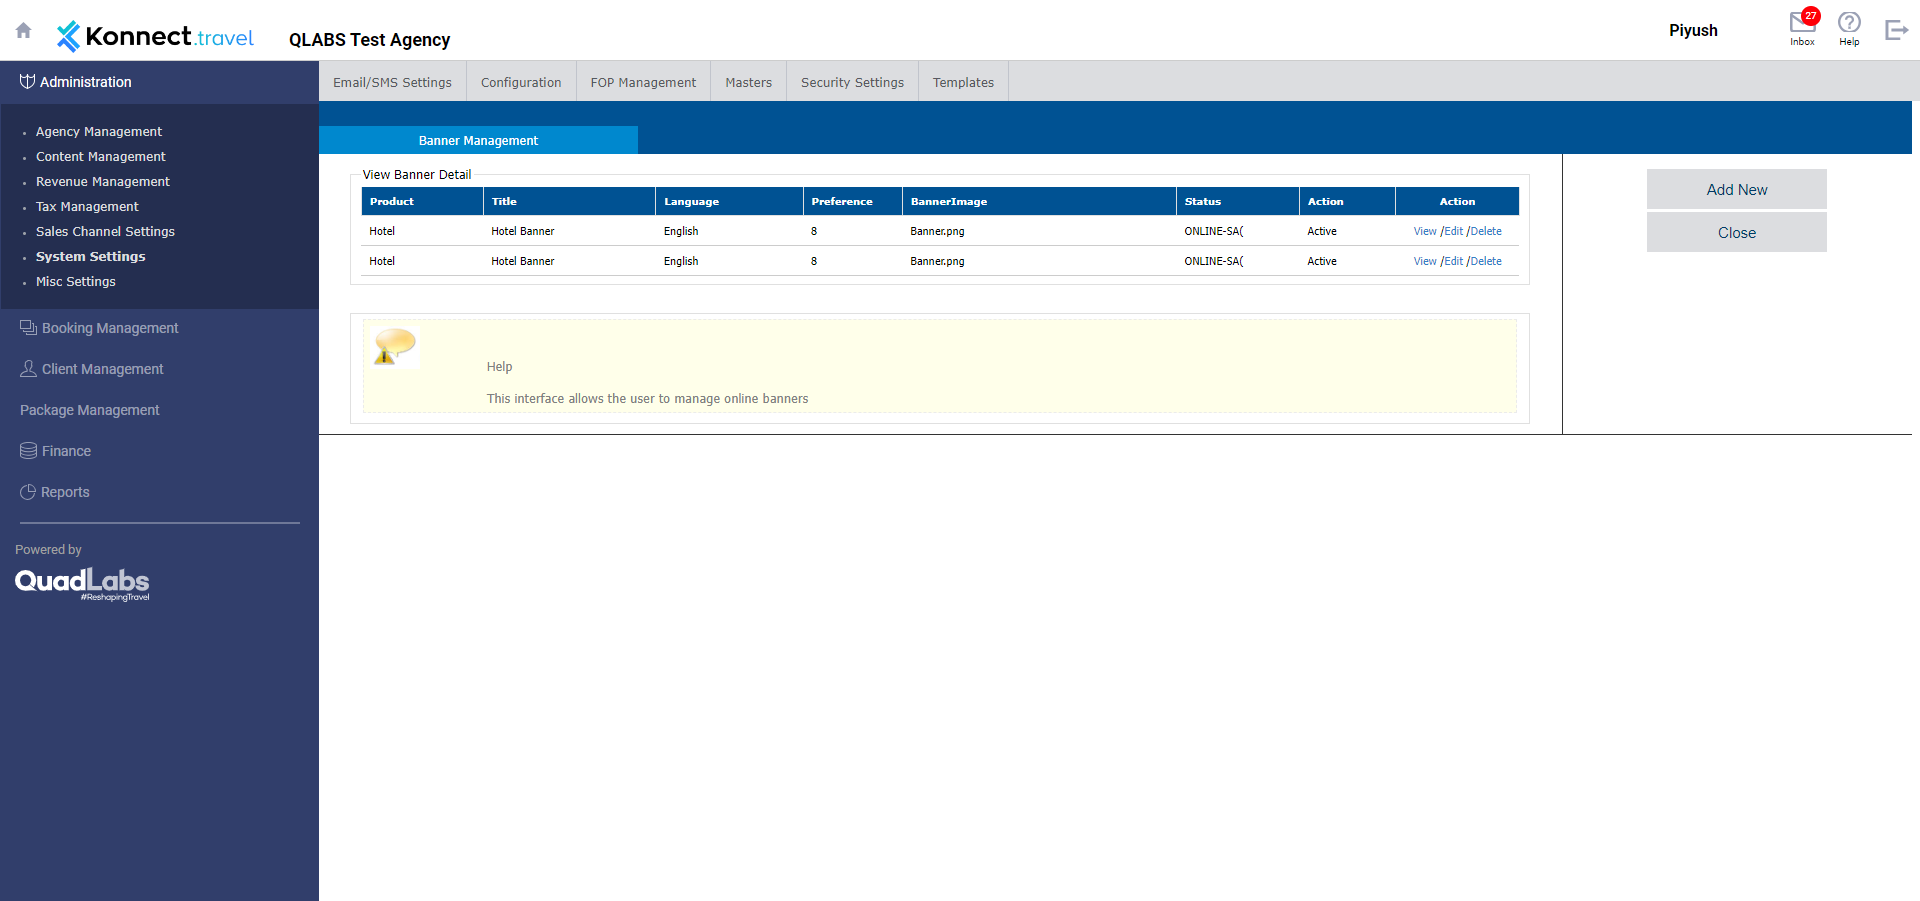 Konnect.travel
QLABS Test Agency
Piyush
27
Inbox
Help
Administration
Email/SMS Settings
Configuration
FOP Management
Masters
Security Settings
Templates
Agency Management
Content Management
Revenue Management
Tax Management
Sales Channel Settings
System Settings
Misc Settings
Booking Management
Client Management
Package Management
Finance
Reports
Powered by
QuadLabs
#ReshapingTravel
Banner Management
View Banner Detail
Product Title Language Preference BannerImage Status Action Action
Hotel Hotel Banner English 8 Banner.png ONLINE-SA( Active View /Edit /Delete
Hotel Hotel Banner English 8 Banner.png ONLINE-SA( Active View /Edit /Delete
Help
This interface allows the user to manage online banners
Add New
Close